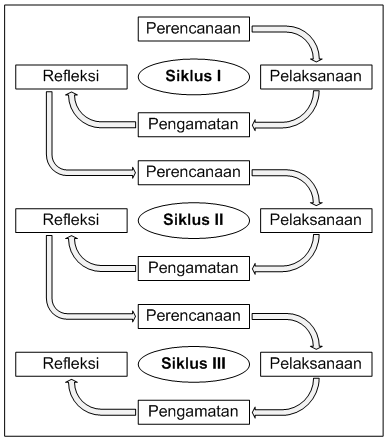 Perencanaan
Refleksi
Siklus I
Pelaksanaan
Pengamatan
Perencanaan
Refleksi
Siklus II
Pelaksanaan
Pengamatan
Perencanaan
Refleksi
Siklus III
Pelaksanaan
Pengamatan